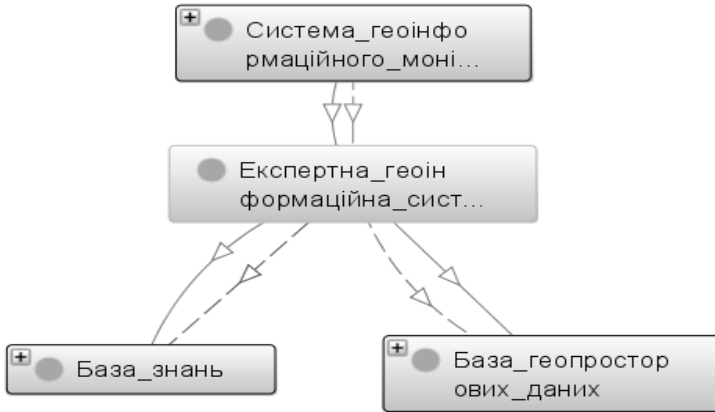 Система_геоінфо
рмаційного_моні...
Експертна_геоін
формаційна_сист...
База_знань
База_геопростор
ових_даних